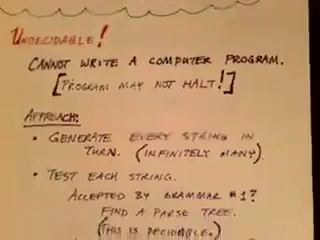 UNDECIDABLE!
CANNOT WRITE A COMPUTER PROGRAM.
[PROGRAM MAY NOT HALT!]
APPROACH:
• GENERATE EVERY STRING IN
TURN. (INFINITELY MANY)
• TEST EACH STRING.
ACCEPTED BY GRAMMAR #1?
FIND A PARSE TREE.
(THIS IS DECIDABLE.)